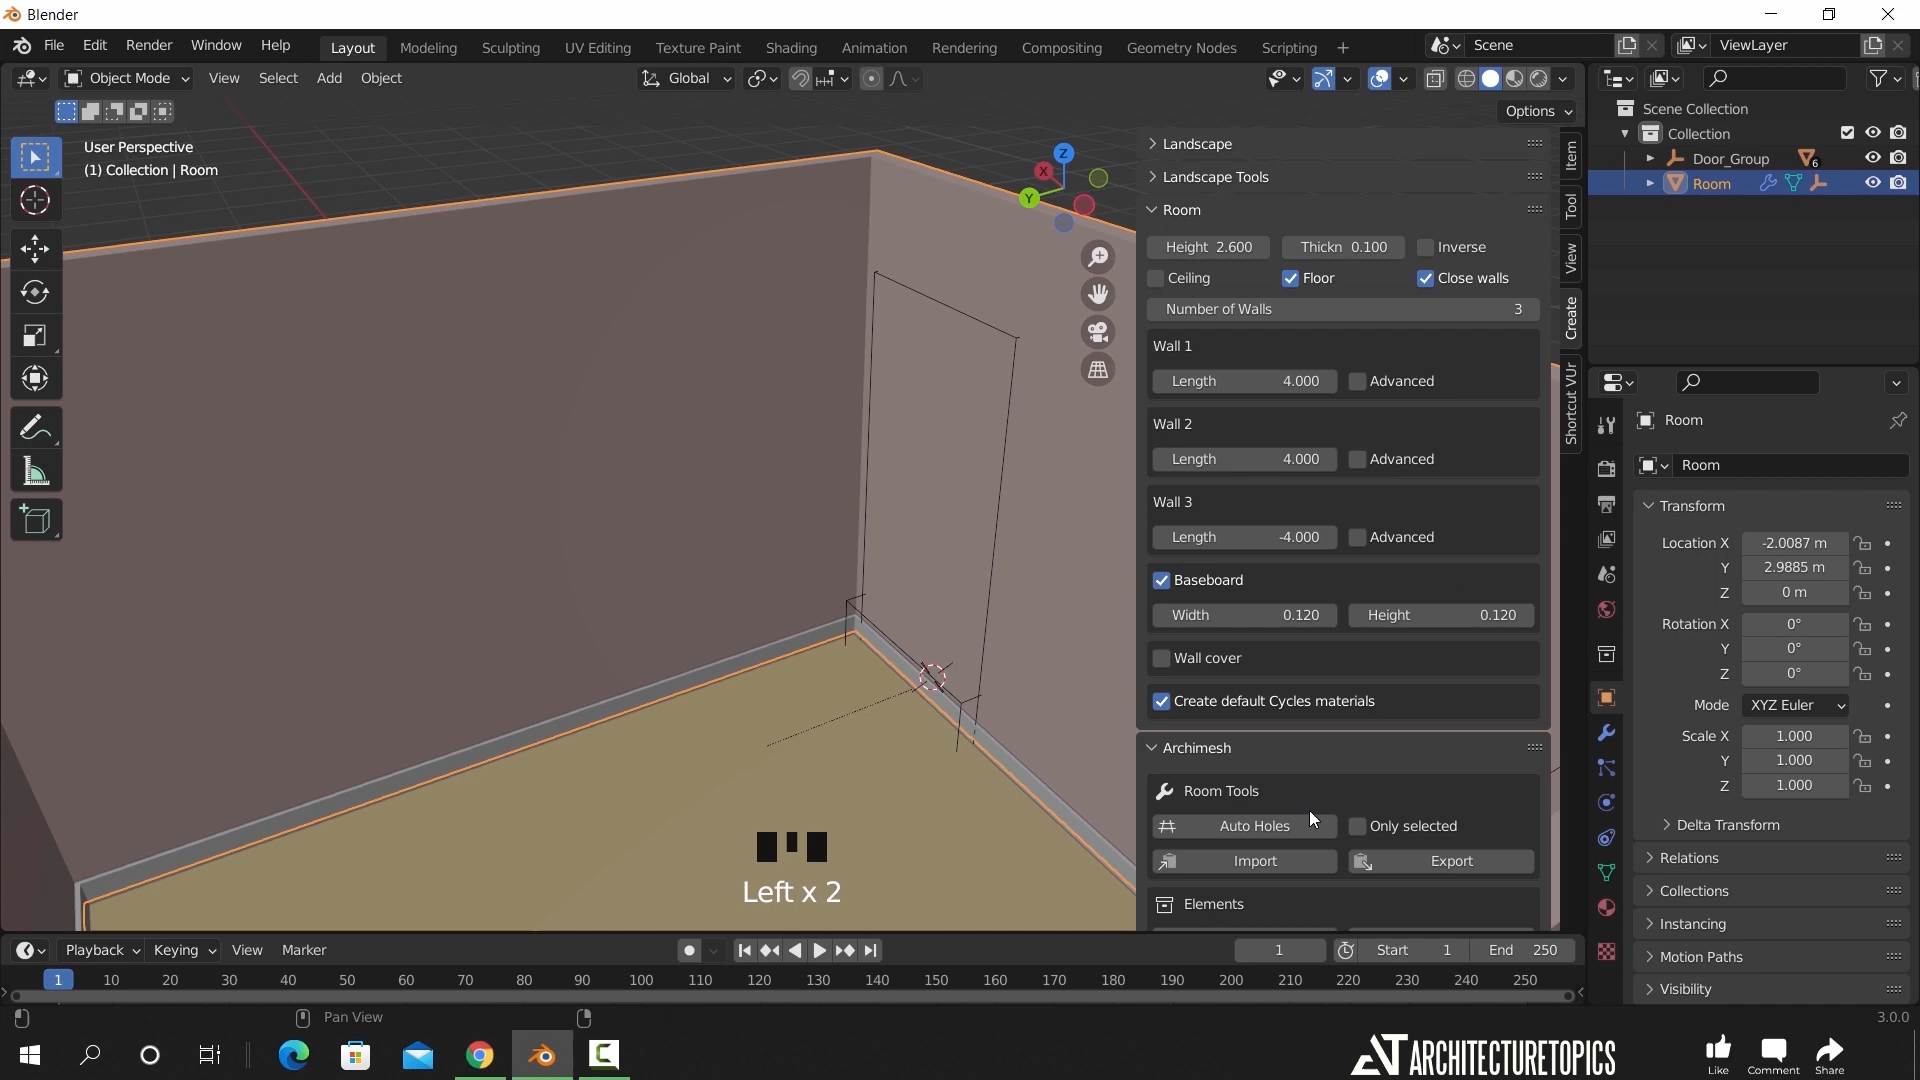 Blender
File Edit Render Window Help
Layout Modeling Sculpting UV Editing Texture Paint Shading Animation Rendering Compositing Geometry Nodes Scripting
Scene
ViewLayer
Object Mode View Select Add Object
Global
Options
User Perspective
(1) Collection | Room
Z
X
Y
Landscape
Landscape Tools
Room
Height 2.600 Thickn 0.100 Inverse
Ceiling Floor Close walls
Number of Walls 3
Wall 1
Length 4.000 Advanced
Wall 2
Length 4.000 Advanced
Wall 3
Length -4.000 Advanced
Baseboard
Width 0.120 Height 0.120
Wall cover
Create default Cycles materials
Archimesh
Room Tools
Auto Holes Only selected
Import Export
Elements
Item
Tool
View
Create
Shortcut VUr
Left x 2
Scene Collection
Collection
Door_Group 6
Room
Room
Room
Transform
Location X -2.0087 m
Y 2.9885 m
Z 0 m
Rotation X 0°
Y 0°
Z 0°
Mode XYZ Euler
Scale X 1.000
Y 1.000
Z 1.000
Delta Transform
Relations
Collections
Instancing
Motion Paths
Visibility
Playback Keying View Marker
1 Start 1 End 250
1 10 20 30 40 50 60 70 80 90 100 110 120 130 140 150 160 170 180 190 200 210 220 230 240 250
Pan View
3.0.0
ARCHITECTURETOPICS
Like Comment Share